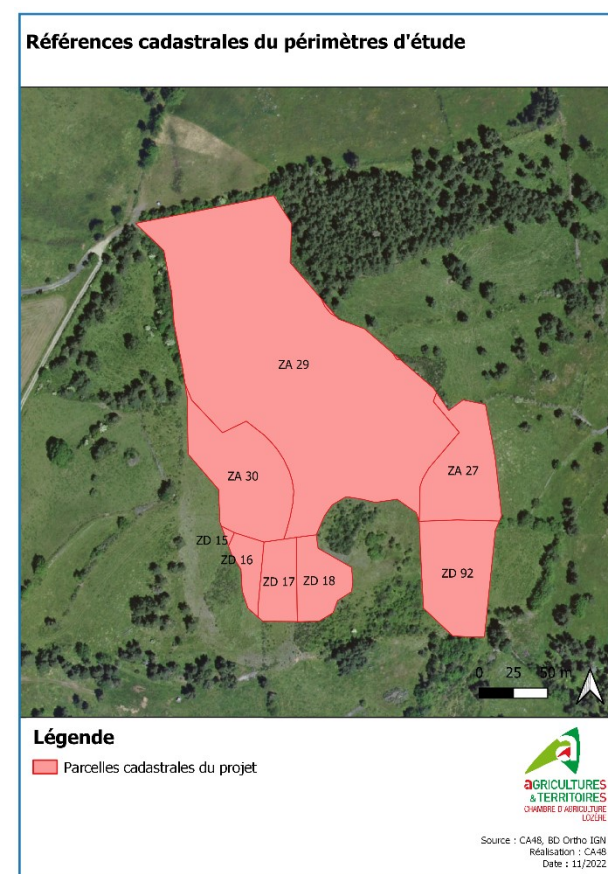 Références cadastrales du périmètres d'étude
ZA 29
ZA 30
ZA 27
ZD 15
ZD 16
ZD 17
ZD 18
ZD 92
0 25 50 m
Légende
Parcelles cadastrales du projet
aGRICULTURES
& TERRITOIRES
CHAMBRE D'AGRICULTURE
LOZÈRE
Source : CA48, BD Ortho IGN
Réalisation : CA48
Date : 11/2022